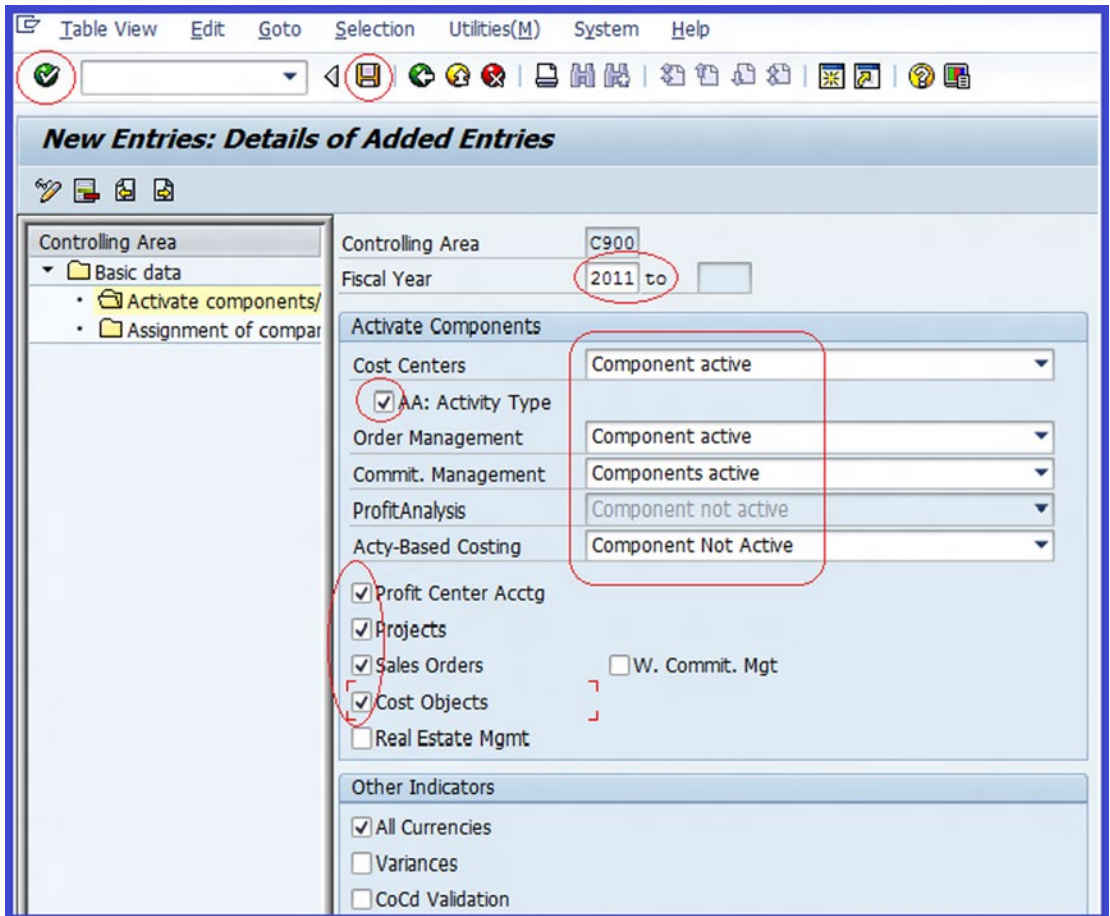 Table View Edit Goto Selection Utilities(M) System Help
New Entries: Details of Added Entries
Controlling Area
Basic data
Activate components/
Assignment of compar
Controlling Area C900
Fiscal Year 2011 to
Activate Components
Cost Centers Component active
AA: Activity Type
Order Management Component active
Commit. Management Components active
ProfitAnalysis Component not active
Acty-Based Costing Component Not Active
Profit Center Acctg
Projects
Sales Orders W. Commit. Mgt
Cost Objects
Real Estate Mgmt
Other Indicators
All Currencies
Variances
CoCd Validation